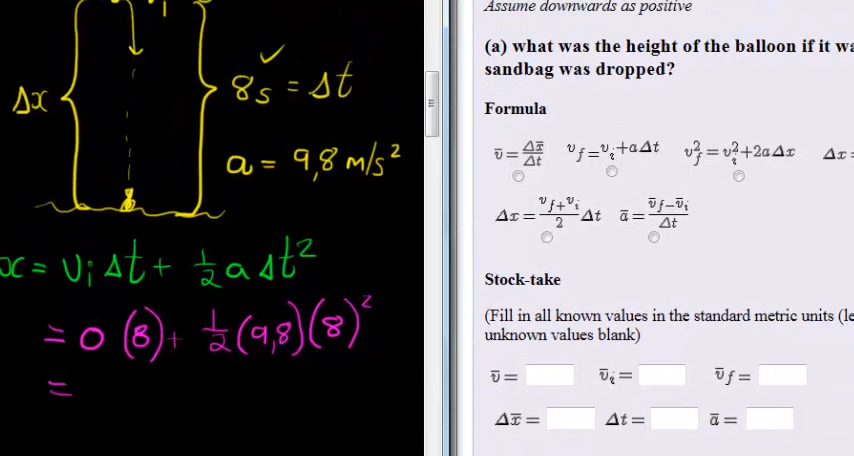 Δx
8s = Δt
a = 9,8 m/s²
x = vᵢ Δt + ½ a Δt²
= 0 (8) + ½ (9,8)(8)²
=
Assume downwards as positive
(a) what was the height of the balloon if it wa
sandbag was dropped?
Formula
v̄ = Δx̄/Δt  v_f = v_i + aΔt  v_f² = v_i² + 2aΔx  Δx =
Δx = (v_f + v_i)/2 Δt  ā = (v̄_f − v̄_i)/Δt
Stock-take
(Fill in all known values in the standard metric units (le
unknown values blank)
v̄ =  v̄_i =  v̄_f =
Δx̄ =  Δt =  ā =